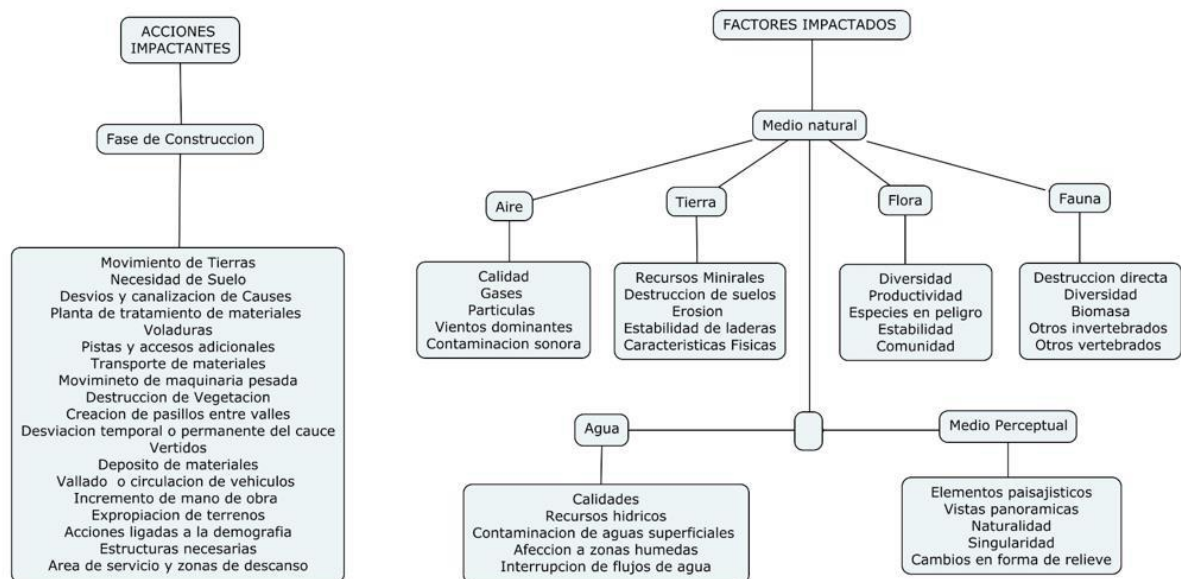 ACCIONES
IMPACTANTES
Fase de Construccion
Movimiento de Tierras
Necesidad de Suelo
Desvios y canalizacion de Causes
Planta de tratamiento de materiales
Voladuras
Pistas y accesos adicionales
Transporte de materiales
Movimineto de maquinaria pesada
Destruccion de Vegetacion
Creacion de pasillos entre valles
Desviacion temporal o permanente del cauce
Vertidos
Deposito de materiales
Vallado o circulacion de vehiculos
Incremento de mano de obra
Expropiacion de terrenos
Acciones ligadas a la demografia
Estructuras necesarias
Area de servicio y zonas de descanso
FACTORES IMPACTADOS
Medio natural
Aire
Calidad
Gases
Particulas
Vientos dominantes
Contaminacion sonora
Tierra
Recursos Minirales
Destruccion de suelos
Erosion
Estabilidad de laderas
Caracteristicas Fisicas
Flora
Diversidad
Productividad
Especies en peligro
Estabilidad
Comunidad
Fauna
Destruccion directa
Diversidad
Biomasa
Otros invertebrados
Otros vertebrados
Agua
Calidades
Recursos hidricos
Contaminacion de aguas superficiales
Afeccion a zonas humedas
Interrupcion de flujos de agua
Medio Perceptual
Elementos paisajisticos
Vistas panoramicas
Naturalidad
Singularidad
Cambios en forma de relieve